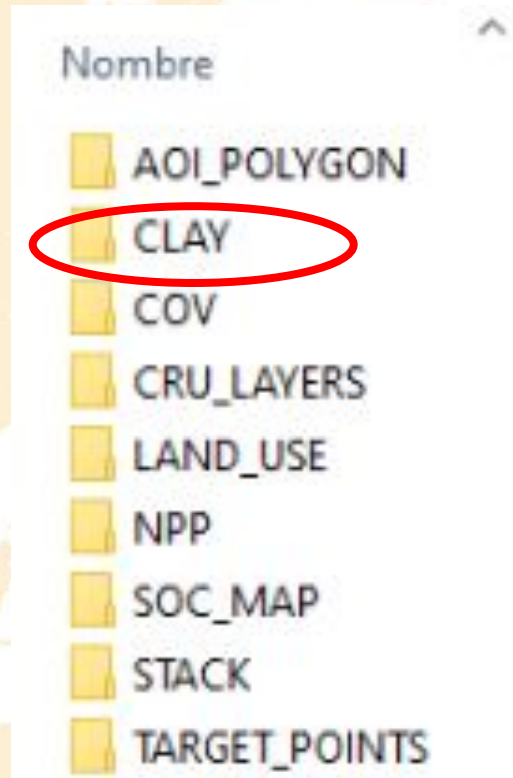 Nombre
AOI_POLYGON
CLAY
COV
CRU_LAYERS
LAND_USE
NPP
SOC_MAP
STACK
TARGET_POINTS